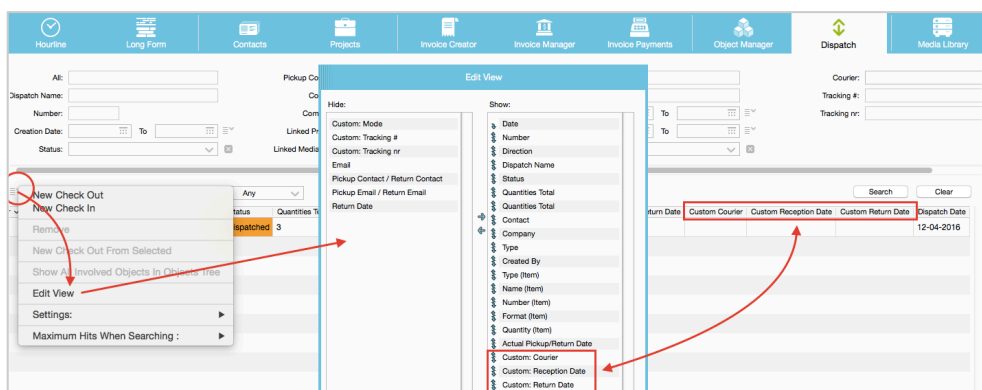 Hourline Long Form Contacts Projects Invoice Creator Invoice Manager Invoice Payments Object Manager Dispatch Media Library
All:
Dispatch Name:
Number:
Creation Date: To
Status:
Pickup Co
Co
Com
Linked Pr
Linked Media
To
To
Courier:
Tracking #:
Tracking nr:
Any
Search Clear
tatus Quantities To
turn Date Custom Courier Custom Reception Date Custom Return Date Dispatch Date
ispatched 3
12-04-2016
New Check Out
New Check In
Remove
New Check Out From Selected
Show All Involved Objects In Objects Tree
Edit View
Settings:
Maximum Hits When Searching :
Edit View
Hide:
Custom: Mode
Custom: Tracking #
Custom: Tracking nr
Email
Pickup Contact / Return Contact
Pickup Email / Return Email
Return Date
Show:
Date
Number
Direction
Dispatch Name
Status
Quantities Total
Quantities Total
Contact
Company
Type
Created By
Type (Item)
Name (Item)
Number (Item)
Format (Item)
Quantity (Item)
Actual Pickup/Return Date
Custom: Courier
Custom: Reception Date
Custom: Return Date